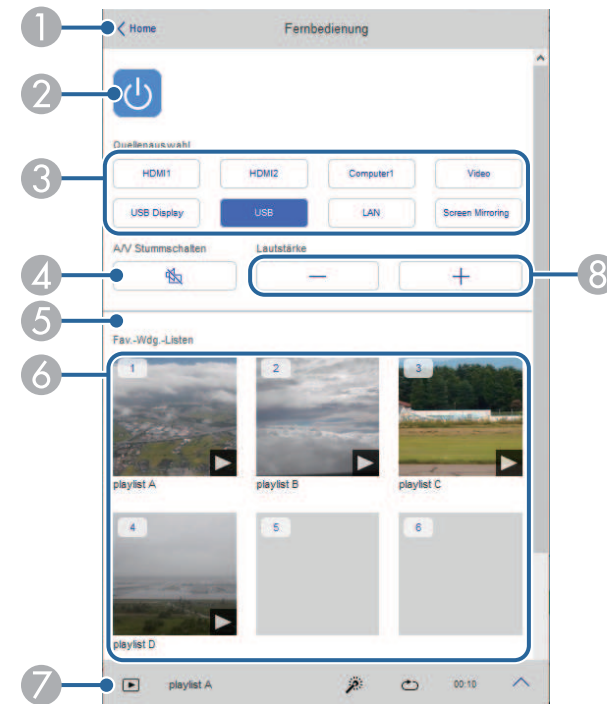 1 Home Fernbedienung
2
Quellenauswahl
3 HDMI1 HDMI2 Computer1 Video
USB Display USB LAN Screen Mirroring
A/V Stummschalten Lautstärke
4 − + 8
5
Fav.-Wdg.-Listen
6
1 2 3
playlist A playlist B playlist C
4 5 6
playlist D
7 playlist A 00:10